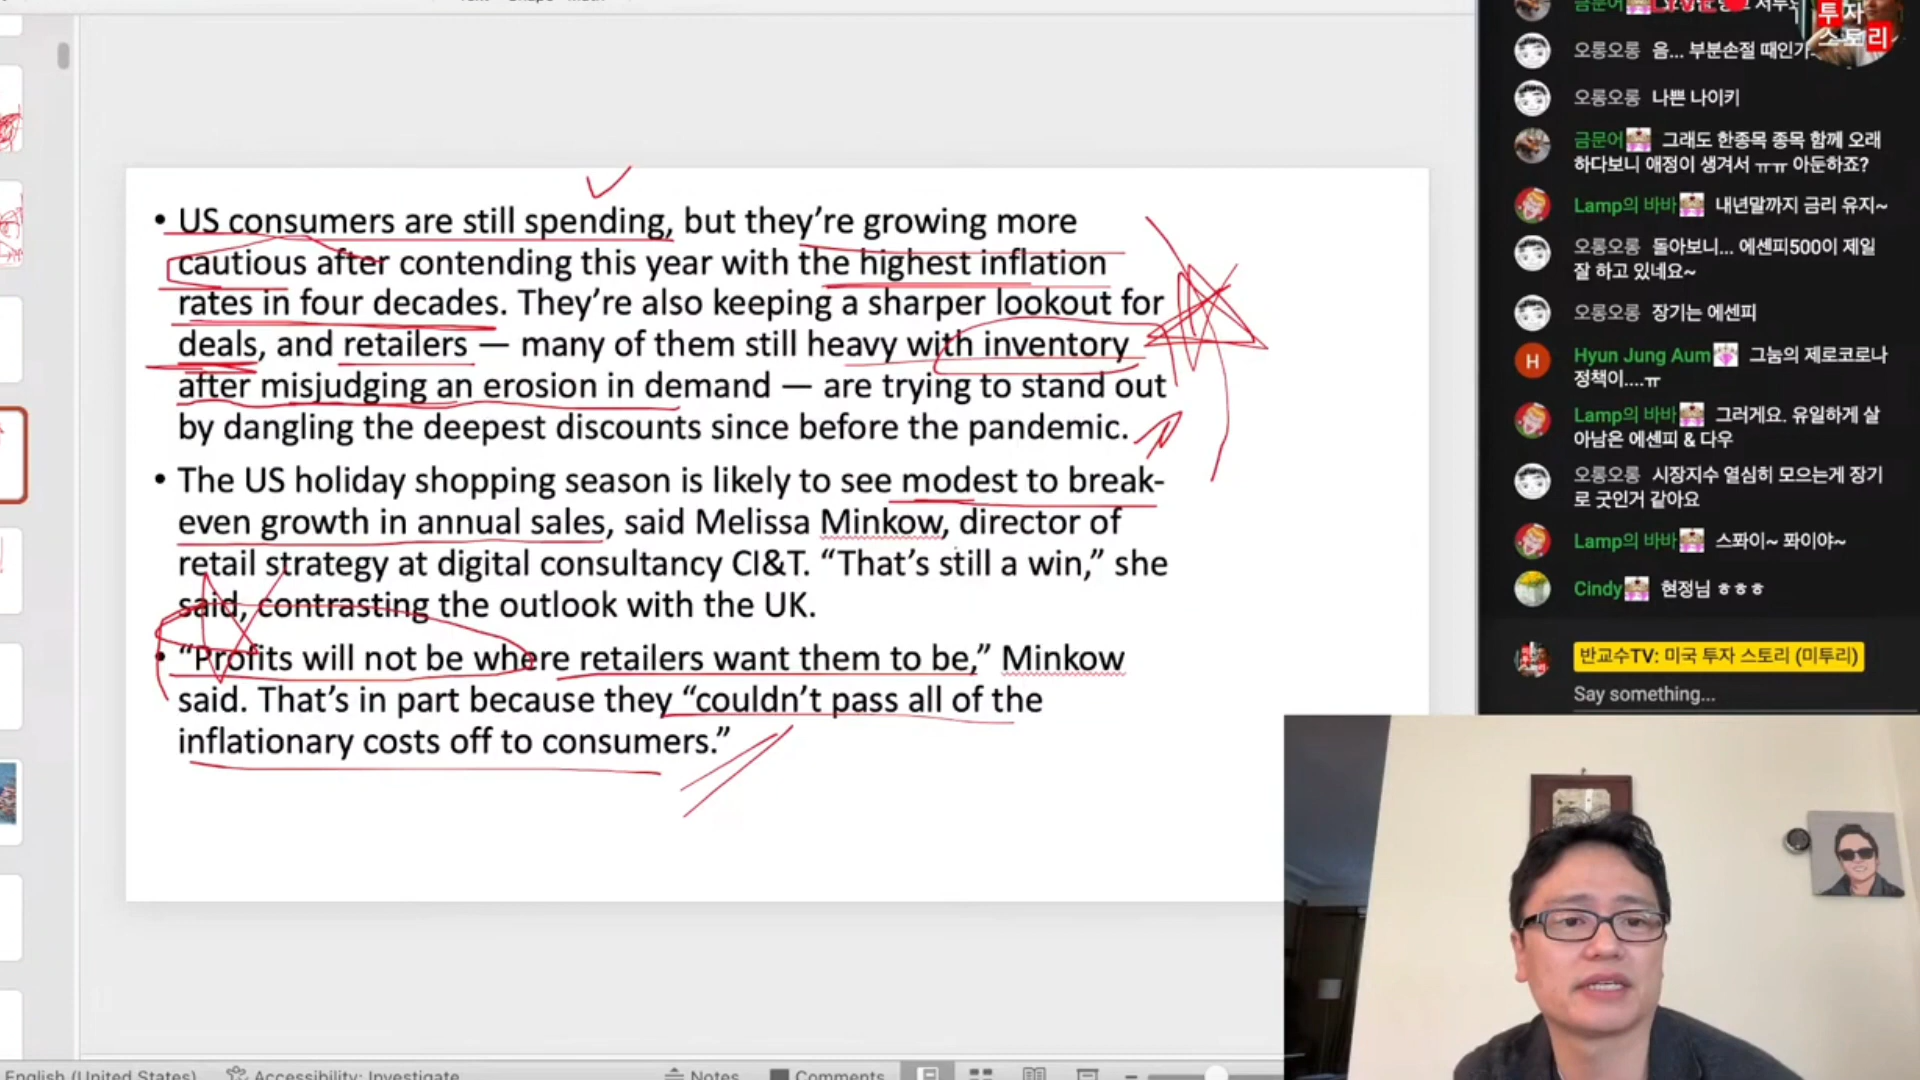 • US consumers are still spending, but they’re growing more
cautious after contending this year with the highest inflation
rates in four decades. They’re also keeping a sharper lookout for
deals, and retailers — many of them still heavy with inventory
after misjudging an erosion in demand — are trying to stand out
by dangling the deepest discounts since before the pandemic.
• The US holiday shopping season is likely to see modest to break-
even growth in annual sales, said Melissa Minkow, director of
retail strategy at digital consultancy CI&T. “That’s still a win,” she
said, contrasting the outlook with the UK.
• “Profits will not be where retailers want them to be,” Minkow
said. That’s in part because they “couldn’t pass all of the
inflationary costs off to consumers.”
English (United States) Accessibility: Investigate Notes Comments
LIVE
투자
스토리
금문어
오롱오롱 음... 부분손절 때인가
오롱오롱 나쁜 나이키
금문어 그래도 한종목 종목 함께 오래
하다보니 애정이 생겨서 ㅠㅠ 아둔하죠?
Lamp의 바바 내년말까지 금리 유지~
오롱오롱 돌아보니... 에센피500이 제일
잘 하고 있네요~
오롱오롱 장기는 에센피
H Hyun Jung Aum 그눔의 제로코로나
정책이....ㅠ
Lamp의 바바 그러게요. 유일하게 살
아남은 에센피 & 다우
오롱오롱 시장지수 열심히 모으는게 장기
로 굿인거 같아요
Lamp의 바바 스퐈이~ 퐈이야~
Cindy 현정님 ㅎㅎㅎ
반교수TV: 미국 투자 스토리 (미투리)
Say something...